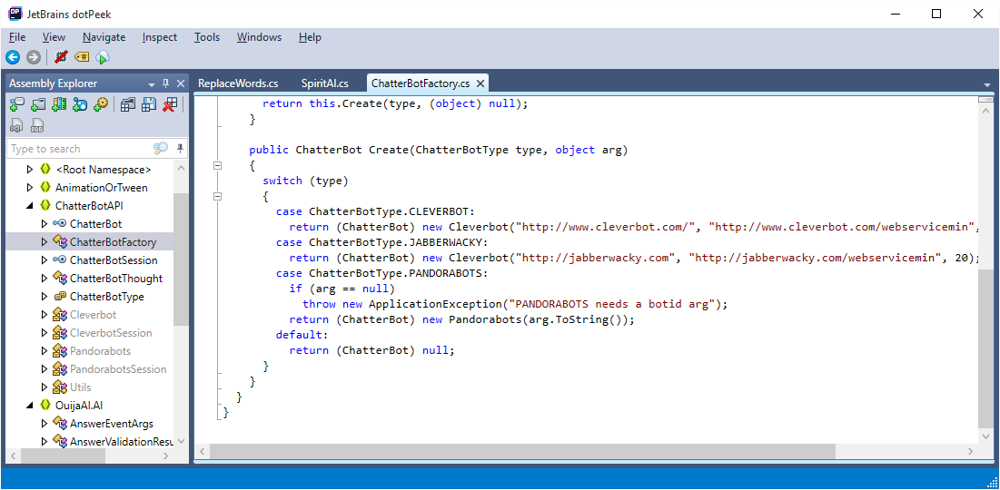 JetBrains dotPeek
File View Navigate Inspect Tools Windows Help
Assembly Explorer
Type to search
<Root Namespace>
AnimationOrTween
ChatterBotAPI
ChatterBot
ChatterBotFactory
ChatterBotSession
ChatterBotThought
ChatterBotType
Cleverbot
CleverbotSession
Pandorabots
PandorabotsSession
Utils
OuijaAI.AI
AnswerEventArgs
AnswerValidationResu
ReplaceWords.cs SpiritAI.cs ChatterBotFactory.cs
return this.Create(type, (object) null);
}
public ChatterBot Create(ChatterBotType type, object arg)
{
switch (type)
{
case ChatterBotType.CLEVERBOT:
return (ChatterBot) new Cleverbot("http://www.cleverbot.com/", "http://www.cleverbot.com/webservicemin",
case ChatterBotType.JABBERWACKY:
return (ChatterBot) new Cleverbot("http://jabberwacky.com", "http://jabberwacky.com/webservicemin", 20);
case ChatterBotType.PANDORABOTS:
if (arg == null)
throw new ApplicationException("PANDORABOTS needs a botid arg");
return (ChatterBot) new Pandorabots(arg.ToString());
default:
return (ChatterBot) null;
}
}
}
}